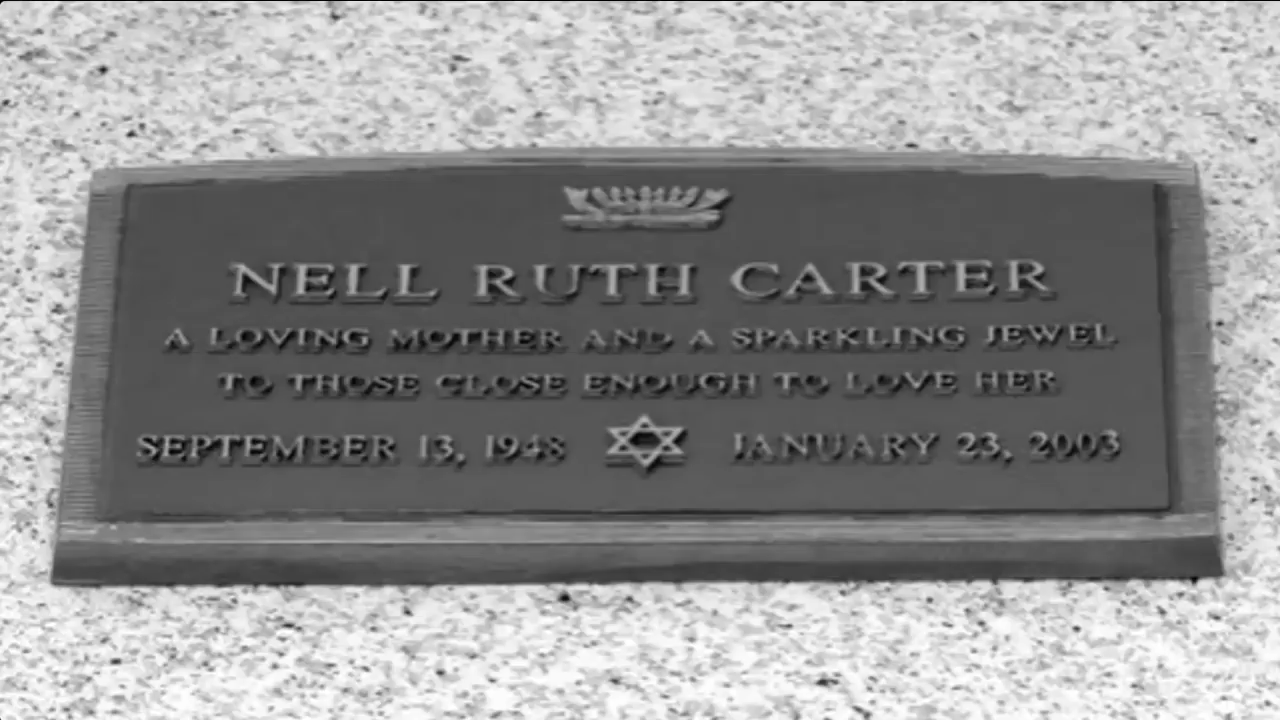 NELL RUTH CARTER
A LOVING MOTHER AND A SPARKLING JEWEL
TO THOSE CLOSE ENOUGH TO LOVE HER
SEPTEMBER 13, 1948 JANUARY 23, 2003